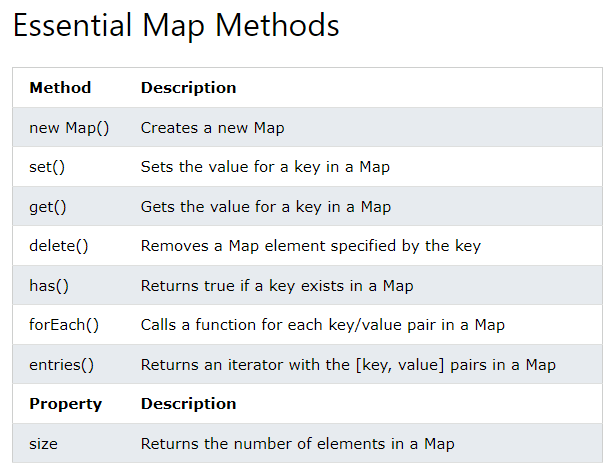 Essential Map Methods
Method Description
new Map() Creates a new Map
set() Sets the value for a key in a Map
get() Gets the value for a key in a Map
delete() Removes a Map element specified by the key
has() Returns true if a key exists in a Map
forEach() Calls a function for each key/value pair in a Map
entries() Returns an iterator with the [key, value] pairs in a Map
Property Description
size Returns the number of elements in a Map